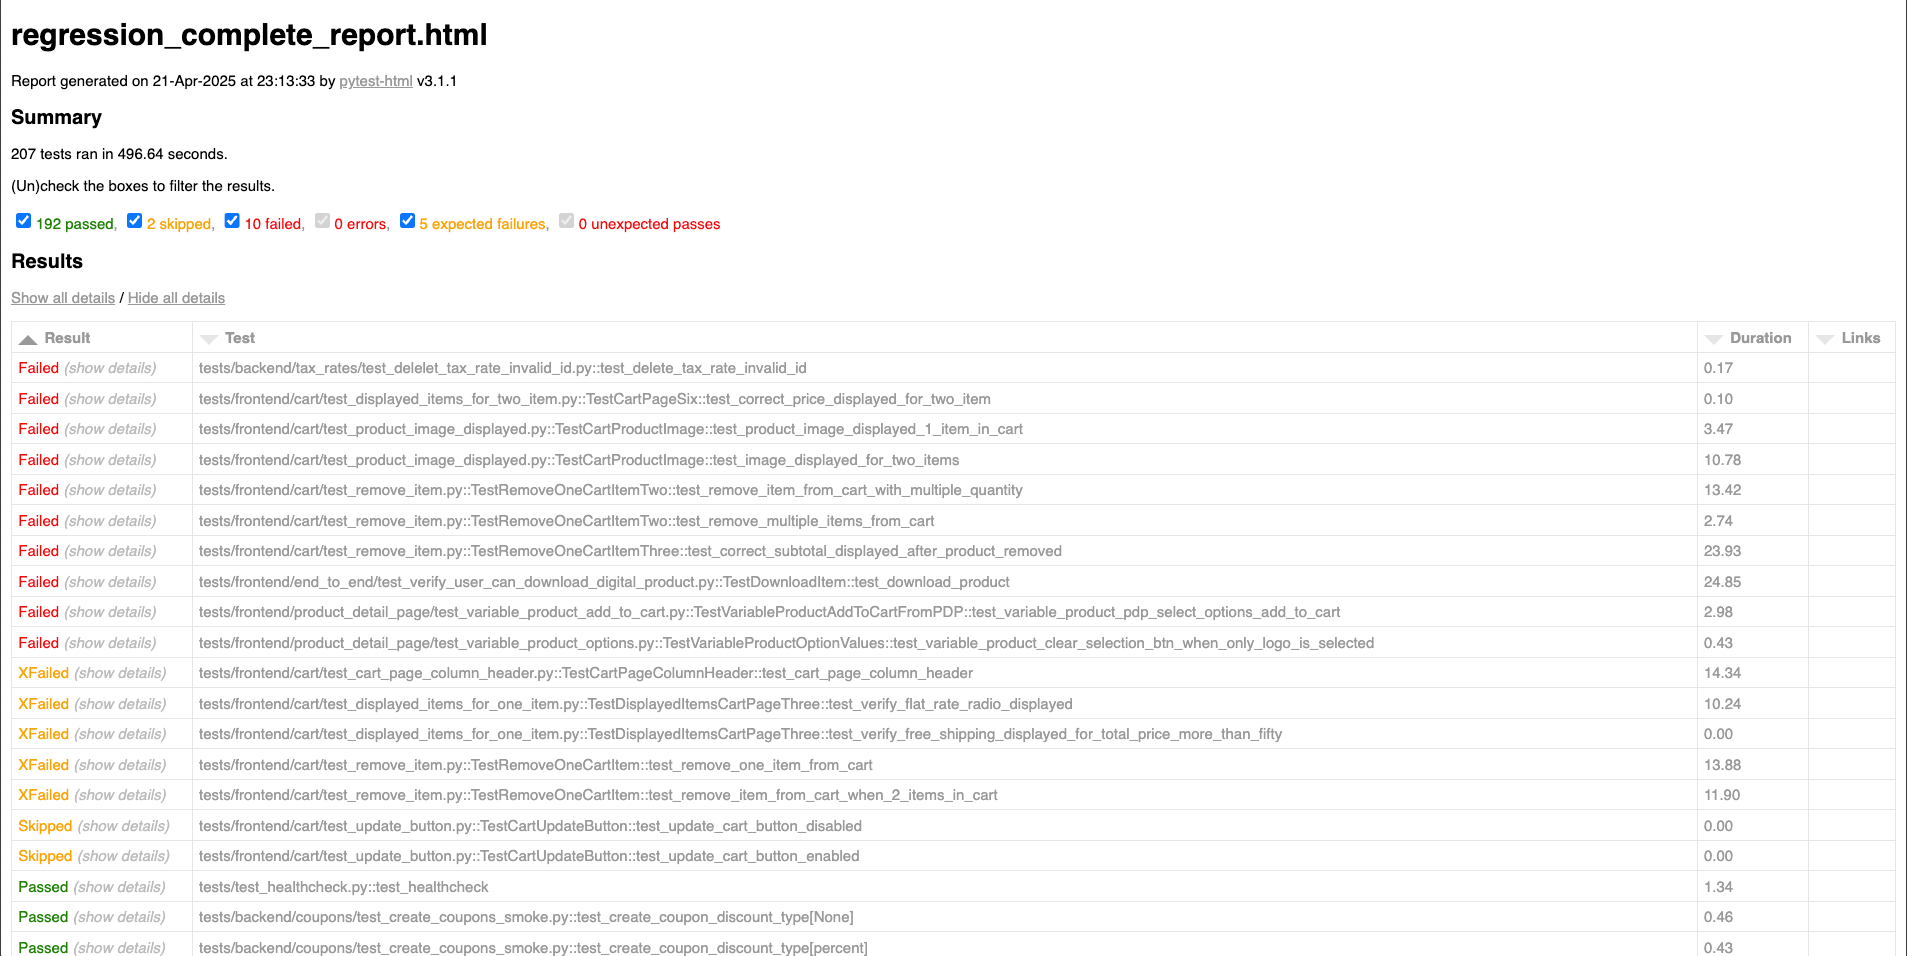 regression_complete_report.html
Report generated on 21-Apr-2025 at 23:13:33 by pytest-html v3.1.1
Summary
207 tests ran in 496.64 seconds.
(Un)check the boxes to filter the results.
192 passed, 2 skipped, 10 failed, 0 errors, 5 expected failures, 0 unexpected passes
Results
Show all details / Hide all details
Result Test Duration Links
Failed (show details) tests/backend/tax_rates/test_delelet_tax_rate_invalid_id.py::test_delete_tax_rate_invalid_id 0.17
Failed (show details) tests/frontend/cart/test_displayed_items_for_two_item.py::TestCartPageSix::test_correct_price_displayed_for_two_item 0.10
Failed (show details) tests/frontend/cart/test_product_image_displayed.py::TestCartProductImage::test_product_image_displayed_1_item_in_cart 3.47
Failed (show details) tests/frontend/cart/test_product_image_displayed.py::TestCartProductImage::test_image_displayed_for_two_items 10.78
Failed (show details) tests/frontend/cart/test_remove_item.py::TestRemoveOneCartItemTwo::test_remove_item_from_cart_with_multiple_quantity 13.42
Failed (show details) tests/frontend/cart/test_remove_item.py::TestRemoveOneCartItemTwo::test_remove_multiple_items_from_cart 2.74
Failed (show details) tests/frontend/cart/test_remove_item.py::TestRemoveOneCartItemThree::test_correct_subtotal_displayed_after_product_removed 23.93
Failed (show details) tests/frontend/end_to_end/test_verify_user_can_download_digital_product.py::TestDownloadItem::test_download_product 24.85
Failed (show details) tests/frontend/product_detail_page/test_variable_product_add_to_cart.py::TestVariableProductAddToCartFromPDP::test_variable_product_pdp_select_options_add_to_cart 2.98
Failed (show details) tests/frontend/product_detail_page/test_variable_product_options.py::TestVariableProductOptionValues::test_variable_product_clear_selection_btn_when_only_logo_is_selected 0.43
XFailed (show details) tests/frontend/cart/test_cart_page_column_header.py::TestCartPageColumnHeader::test_cart_page_column_header 14.34
XFailed (show details) tests/frontend/cart/test_displayed_items_for_one_item.py::TestDisplayedItemsCartPageThree::test_verify_flat_rate_radio_displayed 10.24
XFailed (show details) tests/frontend/cart/test_displayed_items_for_one_item.py::TestDisplayedItemsCartPageThree::test_verify_free_shipping_displayed_for_total_price_more_than_fifty 0.00
XFailed (show details) tests/frontend/cart/test_remove_item.py::TestRemoveOneCartItem::test_remove_one_item_from_cart 13.88
XFailed (show details) tests/frontend/cart/test_remove_item.py::TestRemoveOneCartItem::test_remove_item_from_cart_when_2_items_in_cart 11.90
Skipped (show details) tests/frontend/cart/test_update_button.py::TestCartUpdateButton::test_update_cart_button_disabled 0.00
Skipped (show details) tests/frontend/cart/test_update_button.py::TestCartUpdateButton::test_update_cart_button_enabled 0.00
Passed (show details) tests/test_healthcheck.py::test_healthcheck 1.34
Passed (show details) tests/backend/coupons/test_create_coupons_smoke.py::test_create_coupon_discount_type[None] 0.46
Passed (show details) tests/backend/coupons/test_create_coupons_smoke.py::test_create_coupon_discount_type[percent] 0.43